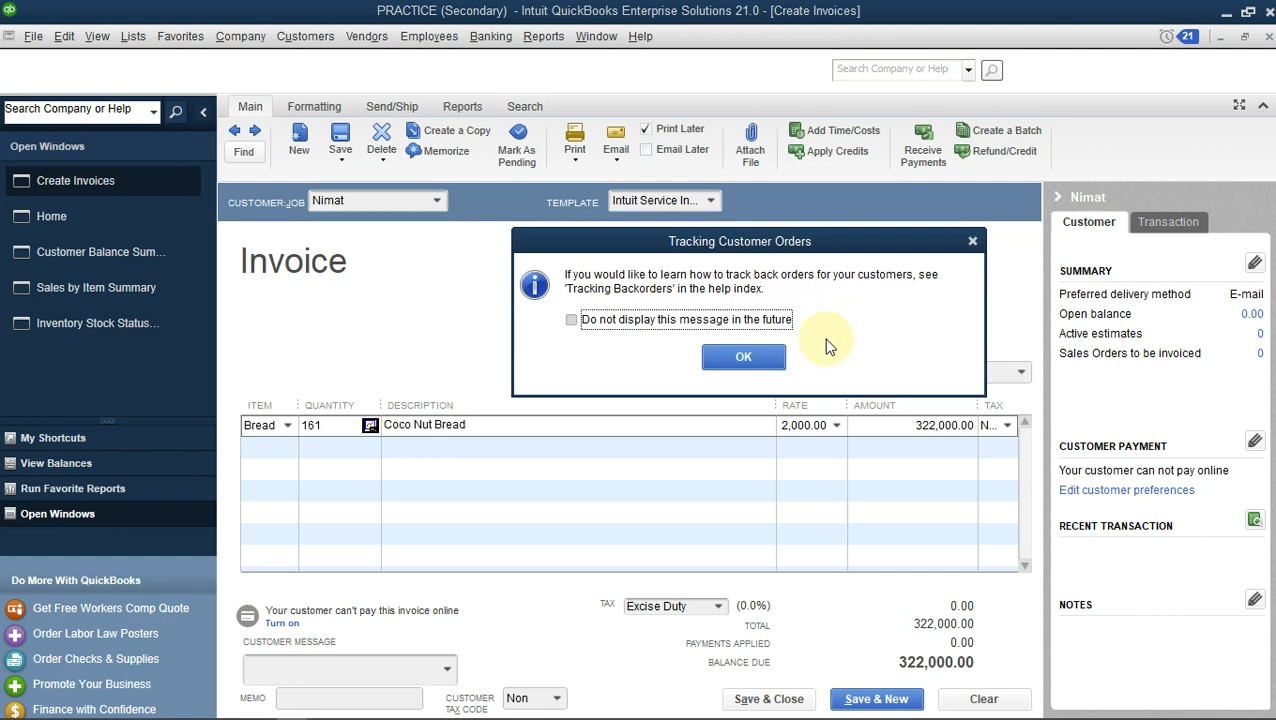 PRACTICE (Secondary) - Intuit QuickBooks Enterprise Solutions 21.0 - [Create Invoices]
File Edit View Lists Favorites Company Customers Vendors Employees Banking Reports Window Help
21
Search Company or Help
Search Company or Help
Open Windows
Create Invoices
Home
Customer Balance Sum...
Sales by Item Summary
Inventory Stock Status...
My Shortcuts
View Balances
Run Favorite Reports
Open Windows
Do More With QuickBooks
Get Free Workers Comp Quote
Order Labor Law Posters
Order Checks & Supplies
Promote Your Business
Finance with Confidence
Main Formatting Send/Ship Reports Search
Find
New
Save
Delete
Create a Copy
Memorize
Mark As
Pending
Print
Email
Print Later
Email Later
Attach
File
Add Time/Costs
Apply Credits
Receive
Payments
Create a Batch
Refund/Credit
CUSTOMER:JOB Nimat TEMPLATE Intuit Service In...
Invoice
Tracking Customer Orders
If you would like to learn how to track back orders for your customers, see
'Tracking Backorders' in the help index.
Do not display this message in the future
OK
ITEM QUANTITY DESCRIPTION RATE AMOUNT TAX
Bread 161 Coco Nut Bread 2,000.00 322,000.00 N...
Your customer can't pay this invoice online
Turn on
CUSTOMER MESSAGE
MEMO
CUSTOMER
TAX CODE
Non
TAX Excise Duty (0.0%) 0.00
TOTAL 322,000.00
PAYMENTS APPLIED 0.00
BALANCE DUE 322,000.00
Save & Close Save & New Clear
Nimat
Customer Transaction
SUMMARY
Preferred delivery method E-mail
Open balance 0.00
Active estimates 0
Sales Orders to be invoiced 0
CUSTOMER PAYMENT
Your customer can not pay online
Edit customer preferences
RECENT TRANSACTION
NOTES